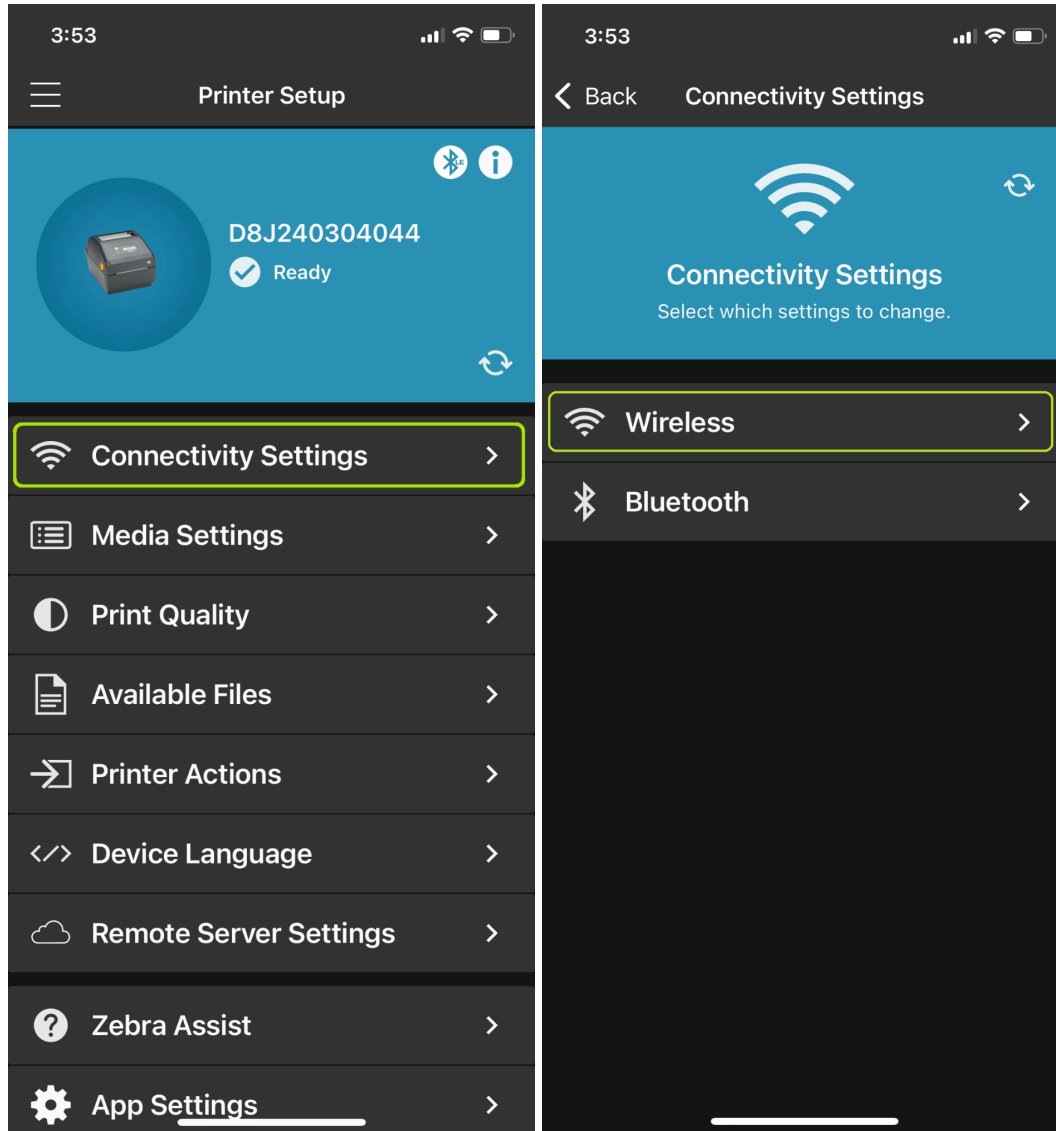 3:53
Printer Setup
D8J240304044
Ready
Connectivity Settings
Media Settings
Print Quality
Available Files
Printer Actions
Device Language
Remote Server Settings
Zebra Assist
App Settings
3:53
Back
Connectivity Settings
Connectivity Settings
Select which settings to change.
Wireless
Bluetooth